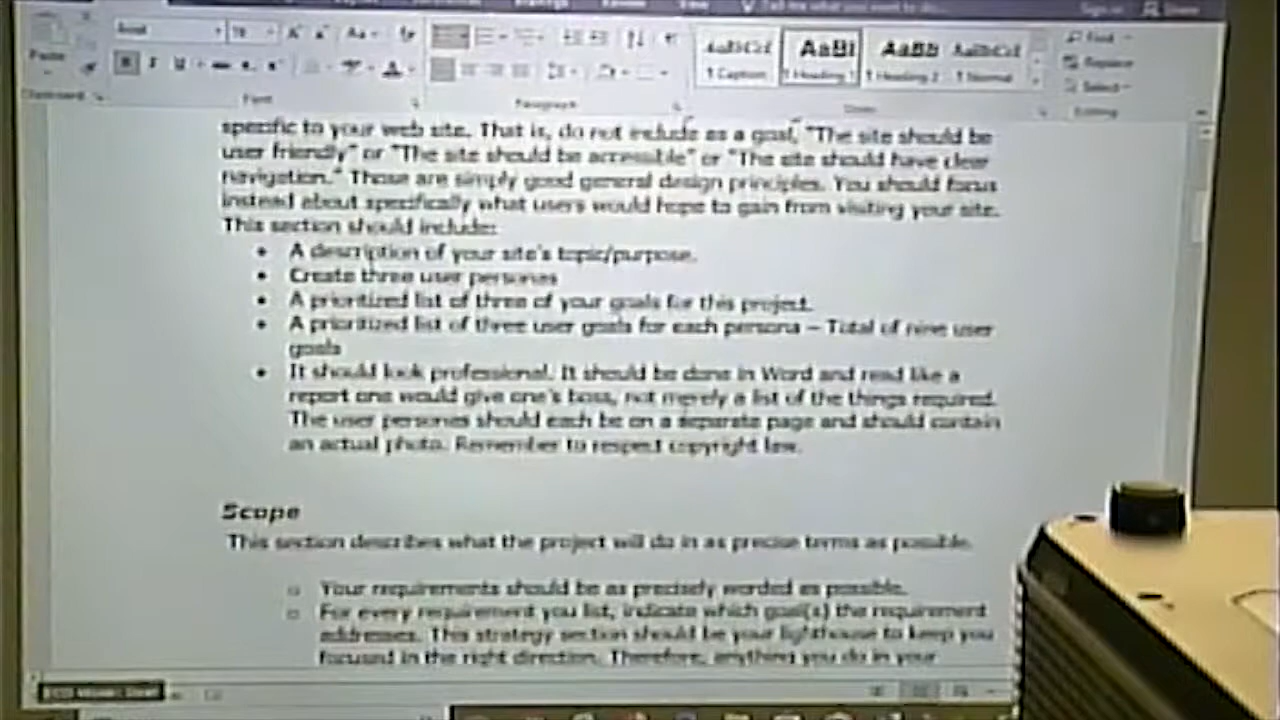 Tell me what you want to do...
Sign in Share
Paste
Find
Replace
Select
AaBbCcI AaBbI AaBb AaBbCcI
Caption Heading 1 Heading 2 Normal
Clipboard Font Paragraph Editing
specific to your web site. That is, do not include as a goal, "The site should be
user friendly" or "The site should be accessible" or "The site should have clear
navigation." Those are simply good general design principles. You should focus
instead about specifically what users would hope to gain from visiting your site.
This section should include:
• A description of your site's topic/purpose.
• Create three user personas
• A prioritized list of three of your goals for this project.
• A prioritized list of three user goals for each persona – Total of nine user
goals
• It should look professional. It should be done in Word and read like a
report one would give one's boss, not merely a list of the things required.
The user personas should each be on a separate page and should contain
an actual photo. Remember to respect copyright law.
Scope
This section describes what the project will do in as precise terms as possible.
o Your requirements should be as precisely worded as possible.
o For every requirement you list, indicate which goal(s) the requirement
addresses. This strategy section should be your lighthouse to keep you
focused in the right direction. Therefore, anything you do in your